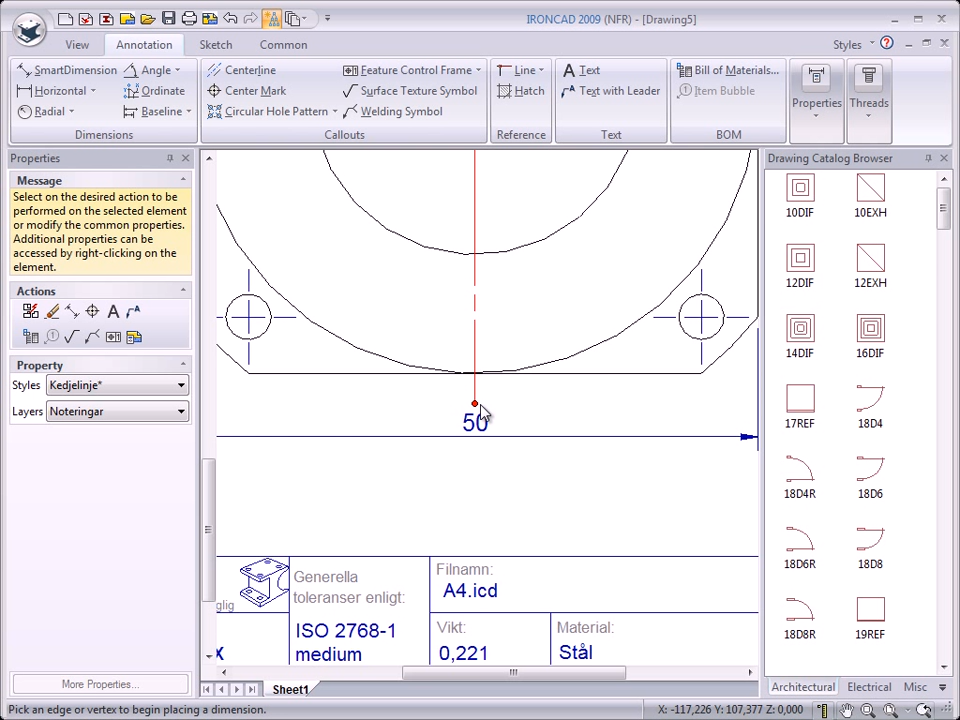 IRONCAD 2009 (NFR) - [Drawing5]
View Annotation Sketch Common Styles
SmartDimension Angle Centerline Feature Control Frame Line Text Bill of Materials...
Horizontal Ordinate Center Mark Surface Texture Symbol Hatch Text with Leader Item Bubble Properties Threads
Radial Baseline Circular Hole Pattern Welding Symbol
Dimensions Callouts Reference Text BOM
Properties
Message
Select on the desired action to be
performed on the selected element
or modify the common properties.
Additional properties can be
accessed by right-clicking on the
element.
Actions
Property
Styles Kedjelinje*
Layers Noteringar
More Properties...
50
Generella
toleranser enligt:
ISO 2768-1
medium
Filnamn:
A4.icd
Vikt:
0,221
Material:
Stål
glig
x
Sheet1
Drawing Catalog Browser
10DIF 10EXH
12DIF 12EXH
14DIF 16DIF
17REF 18D4
18D4R 18D6
18D6R 18D8
18D8R 19REF
Architectural Electrical Misc
Pick an edge or vertex to begin placing a dimension.
X: -117,226 Y: 107,377 Z: 0,000